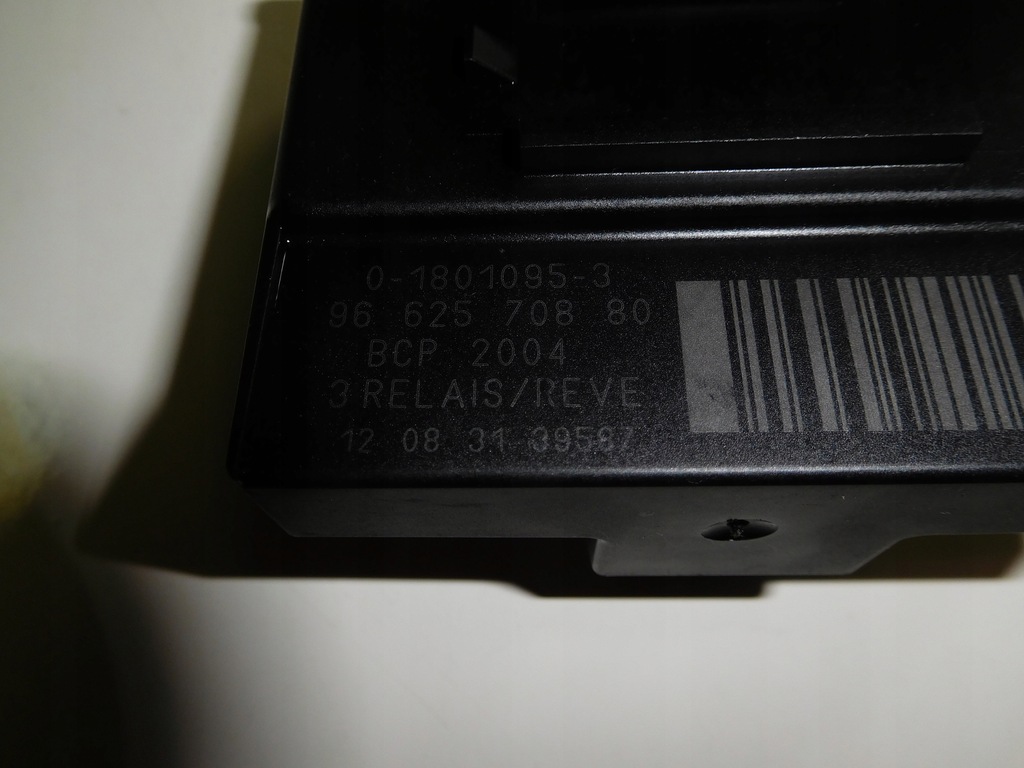 0-1801095-3
96 625 708 80
BCP 2004
3 RELAIS/REVE
12 08 31 39587